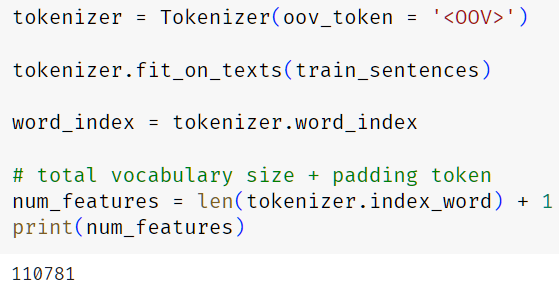 tokenizer = Tokenizer(oov_token = '<OOV>')
tokenizer.fit_on_texts(train_sentences)
word_index = tokenizer.word_index
# total vocabulary size + padding token
num_features = len(tokenizer.index_word) + 1
print(num_features)
110781